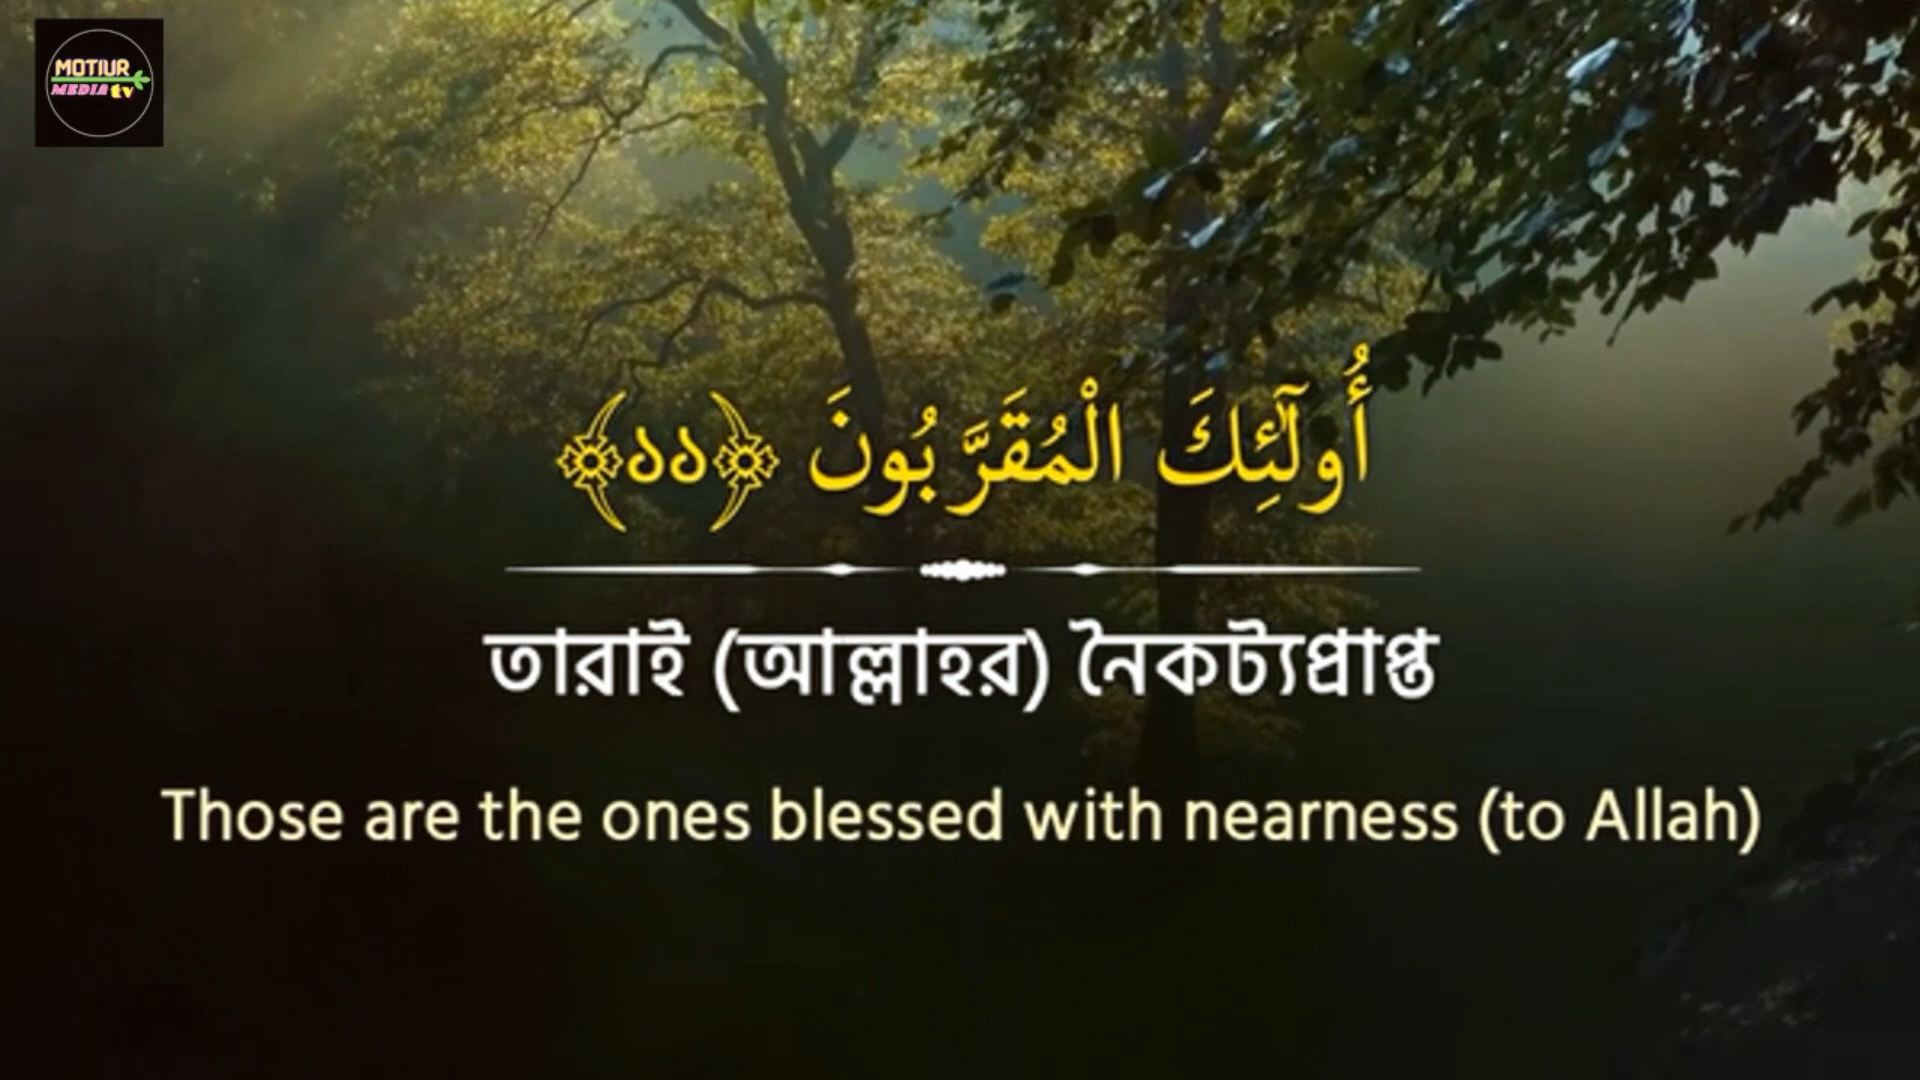 MOTIUR
MEDIA tv
أُولَٰٓئِكَ الْمُقَرَّبُونَ ﴿১১﴾
তারাই (আল্লাহর) নৈকট্যপ্রাপ্ত
Those are the ones blessed with nearness (to Allah)